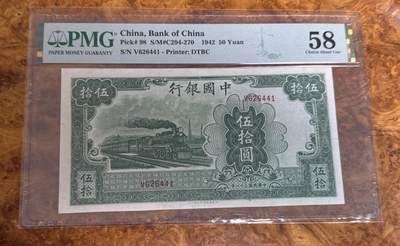 PMG
PAPER MONEY GUARANTY
China, Bank of China
Pick# 98 S/M#C294-270 1942 50 Yuan
S/N V626441 - Printer: DTBC
58
Choice About Unc
拾伍
行銀國中
拾伍
V626441
圓拾伍
V626441
伍拾
伍拾